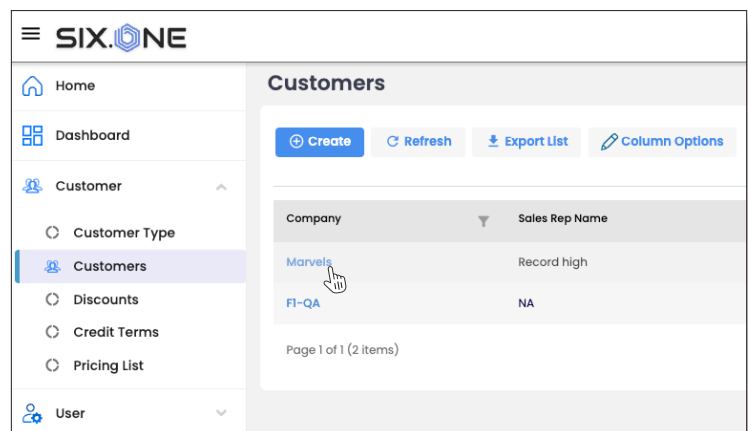 SIX.ONE
Home
Dashboard
Customer
Customer Type
Customers
Discounts
Credit Terms
Pricing List
User
Customers
Create Refresh Export List Column Options
Company Sales Rep Name
Marvels Record high
F1-QA NA
Page 1 of 1 (2 items)